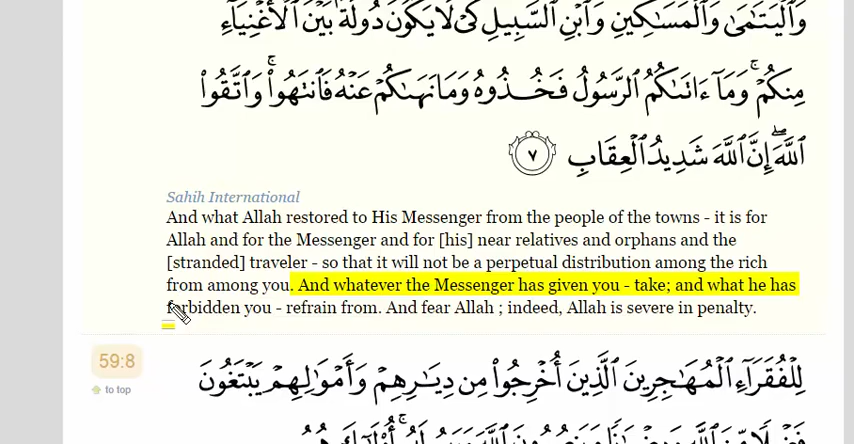 وَٱلْيَتَـٰمَىٰ وَٱلْمَسَـٰكِينِ وَٱبْنِ ٱلسَّبِيلِ كَىْ لَا يَكُونَ دُولَةًۢ بَيْنَ ٱلْأَغْنِيَآءِ
مِنكُمْ ۚ وَمَآ ءَاتَىٰكُمُ ٱلرَّسُولُ فَخُذُوهُ وَمَا نَهَىٰكُمْ عَنْهُ فَٱنتَهُوا۟ ۚ وَٱتَّقُوا۟
ٱللَّهَ ۖ إِنَّ ٱللَّهَ شَدِيدُ ٱلْعِقَابِ ٧
Sahih International
And what Allah restored to His Messenger from the people of the towns - it is for
Allah and for the Messenger and for [his] near relatives and orphans and the
[stranded] traveler - so that it will not be a perpetual distribution among the rich
from among you. And whatever the Messenger has given you - take; and what he has
forbidden you - refrain from. And fear Allah ; indeed, Allah is severe in penalty.
59:8
to top
لِلْفُقَرَآءِ ٱلْمُهَـٰجِرِينَ ٱلَّذِينَ أُخْرِجُوا۟ مِن دِيَـٰرِهِمْ وَأَمْوَٰلِهِمْ يَبْتَغُونَ